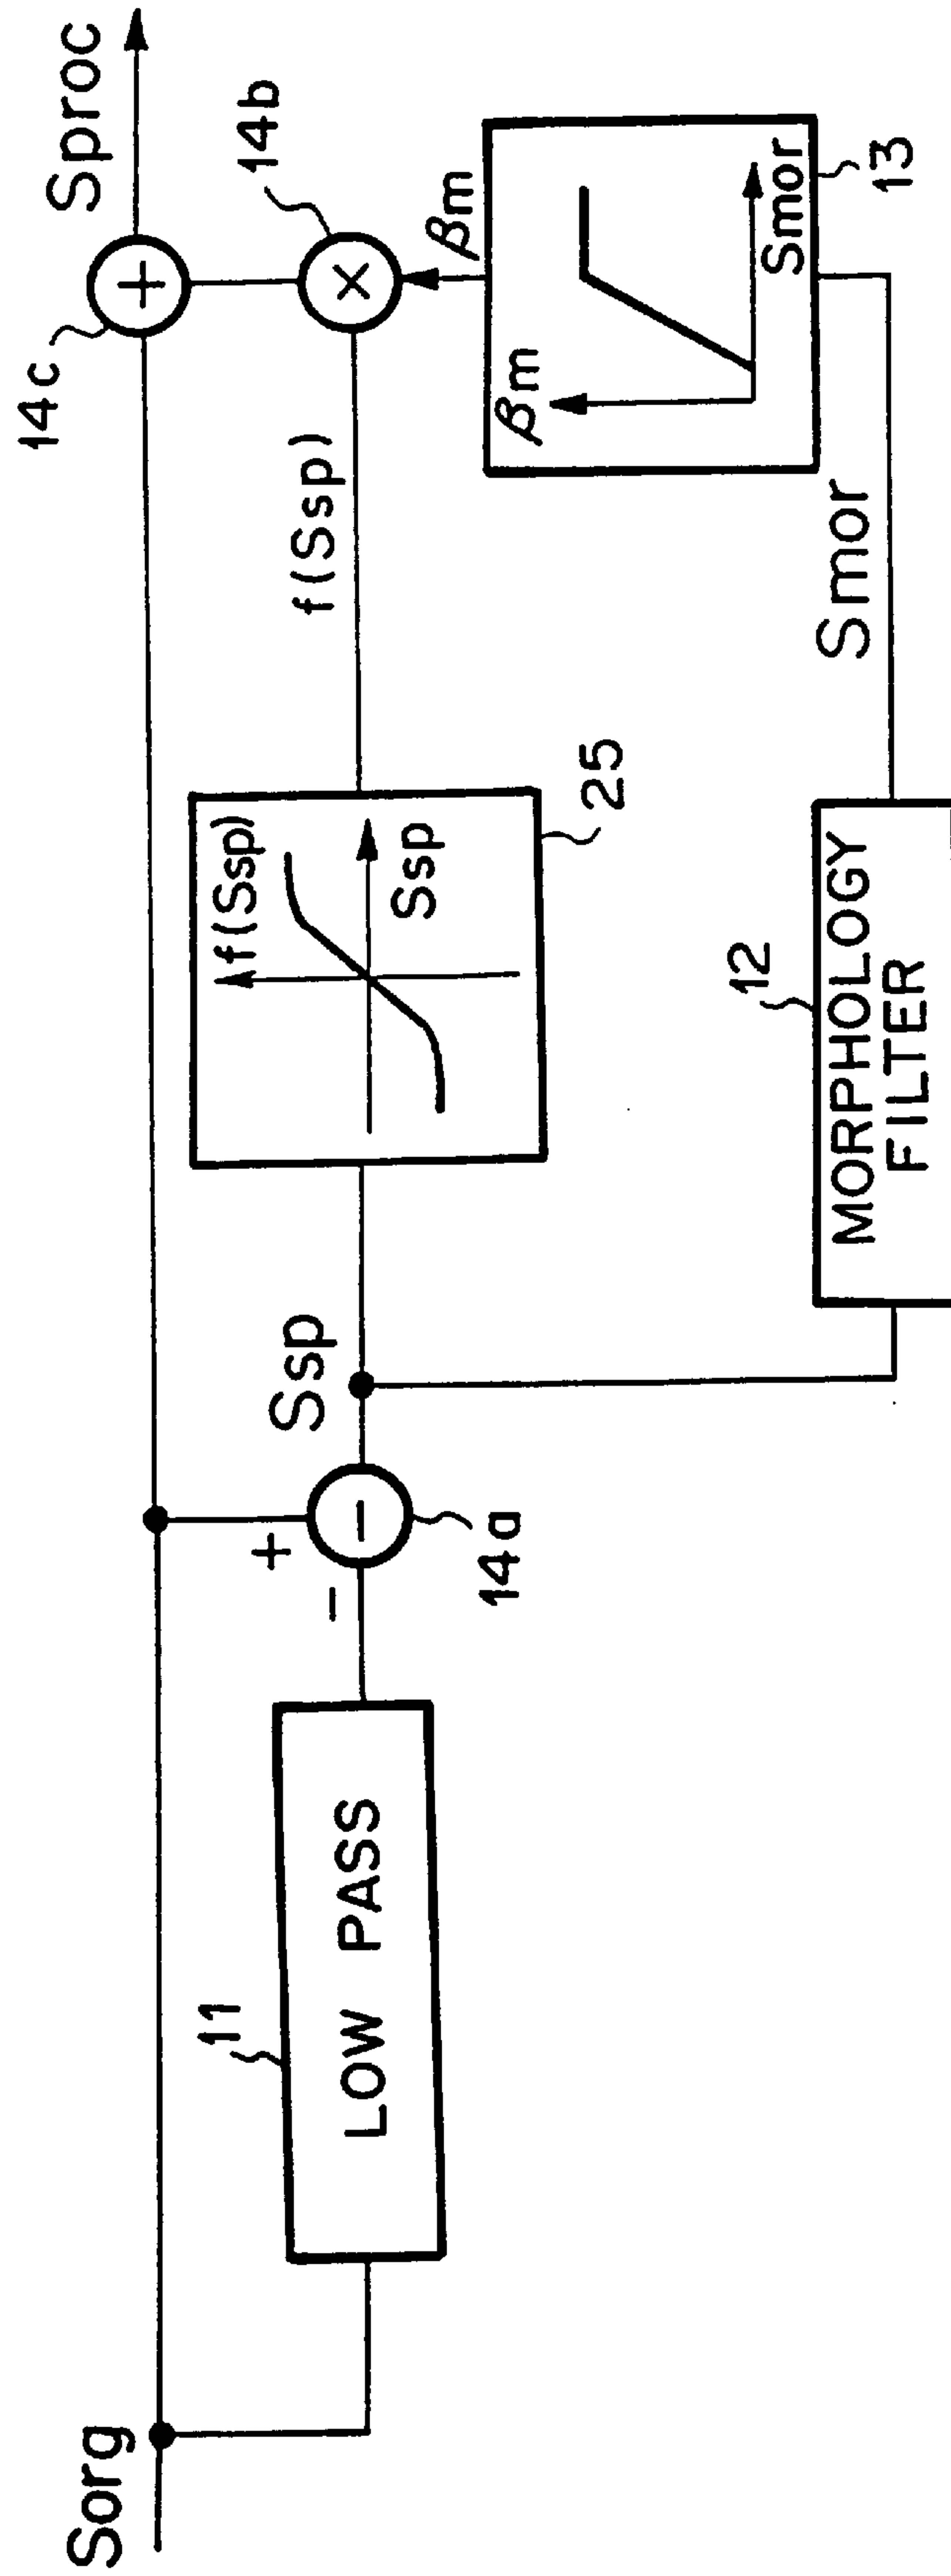 Sorg
11
LOW PASS
+
−
−
14a
Ssp
f(Ssp)
Ssp
25
f(Ssp)
12
MORPHOLOGY
FILTER
Smor
βm
Smor
13
βm
×
14b
+
14c
Sproc